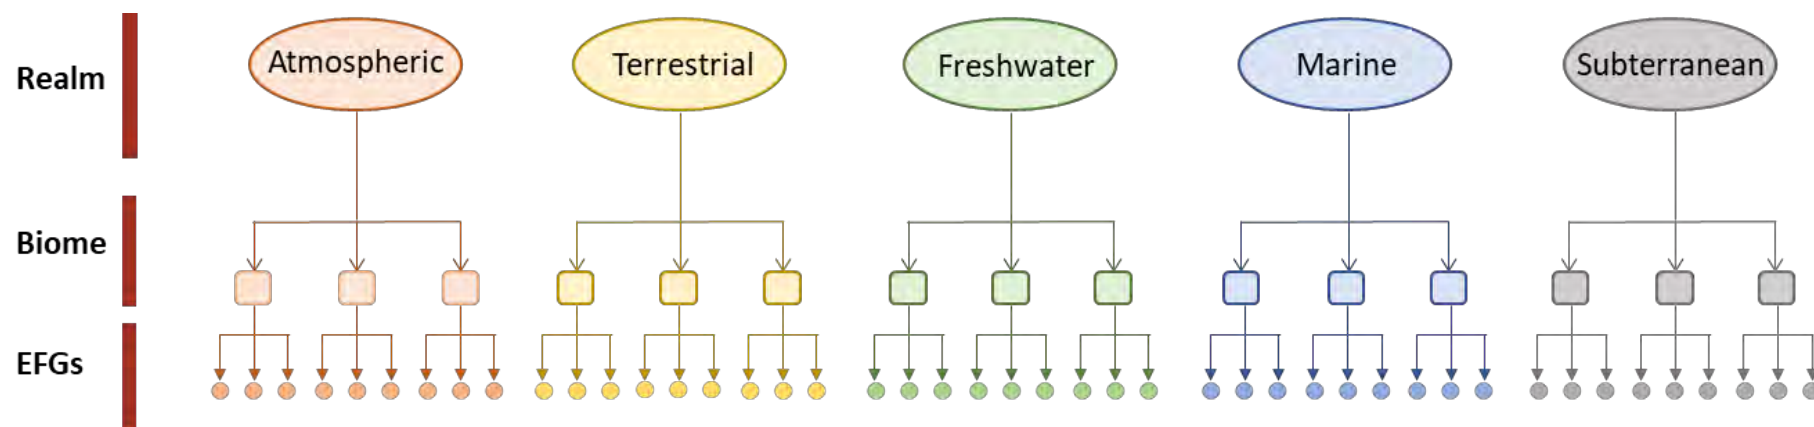 Realm
Atmospheric
Terrestrial
Freshwater
Marine
Subterranean
Biome
EFGs